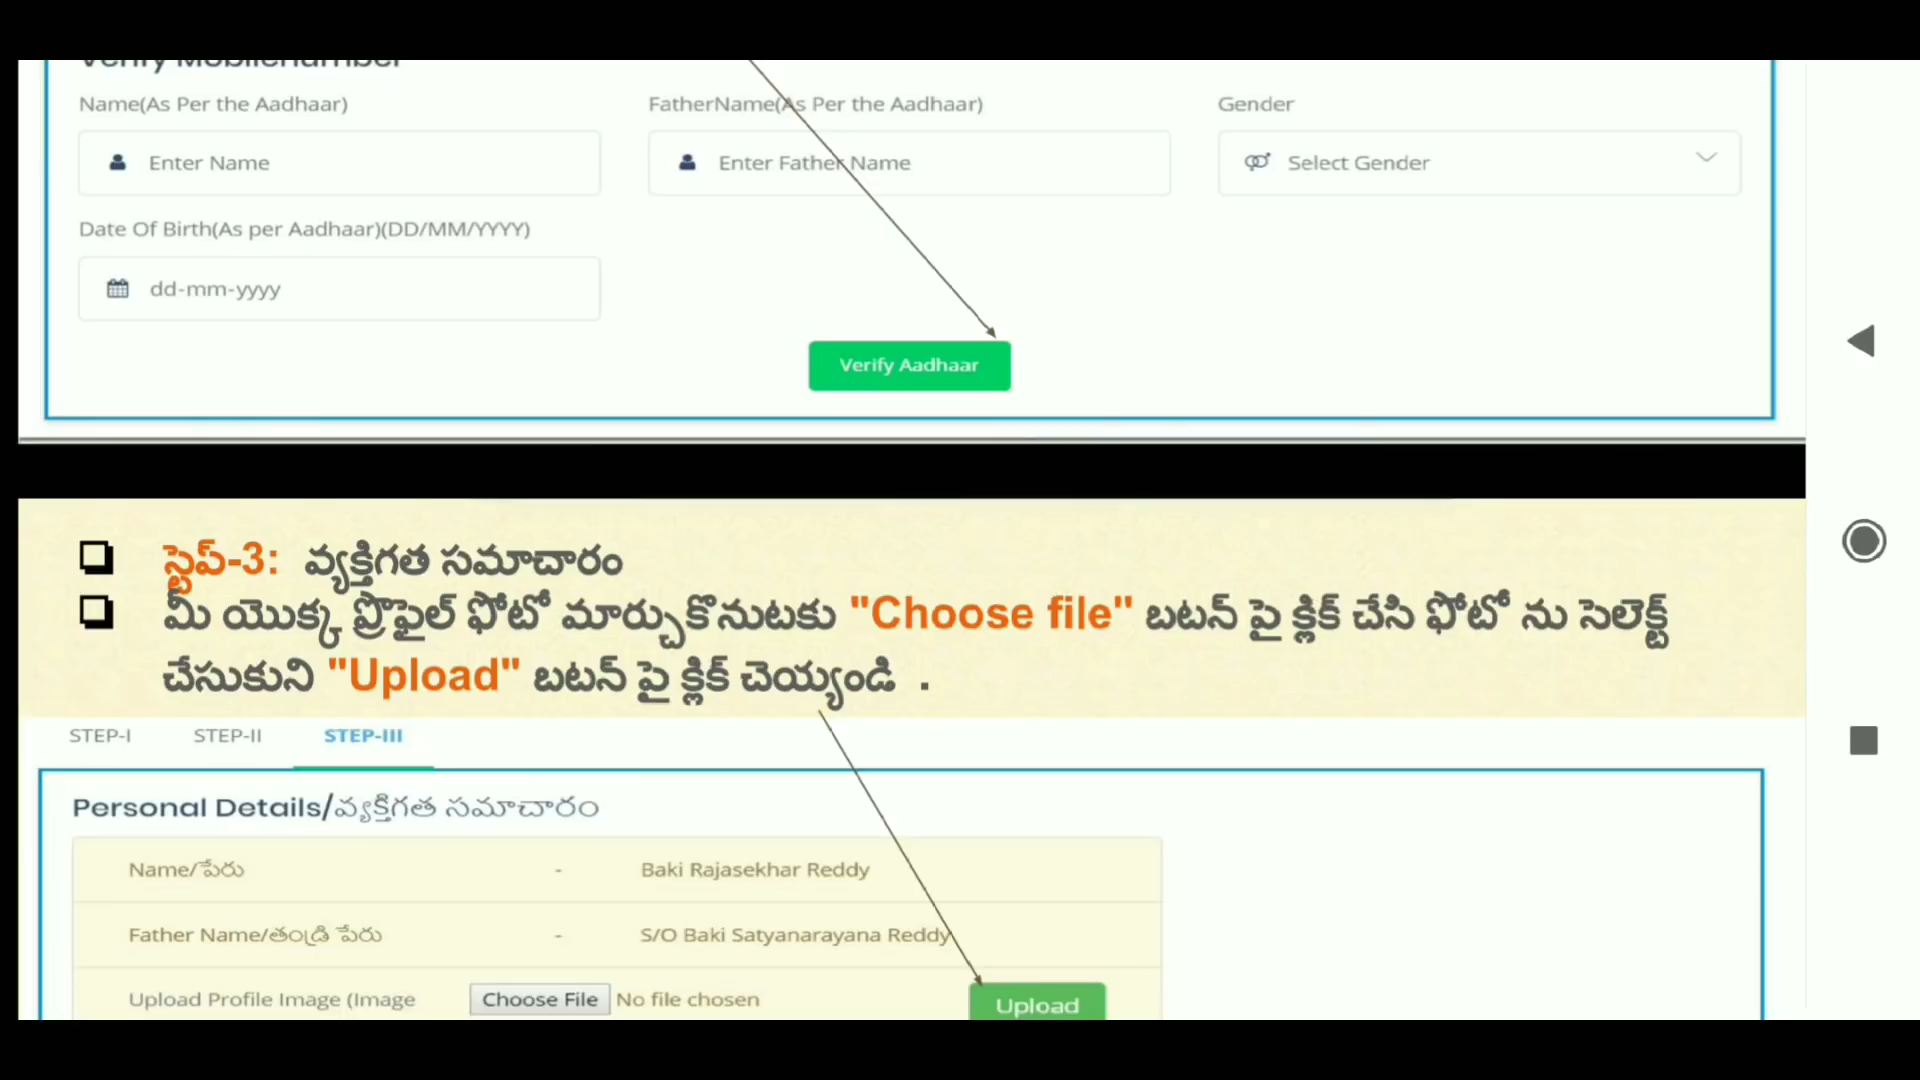 Verify Mobilenumber
Name(As Per the Aadhaar) FatherName(As Per the Aadhaar) Gender
Enter Name Enter Father Name Select Gender
Date Of Birth(As per Aadhaar)(DD/MM/YYYY)
dd-mm-yyyy
Verify Aadhaar
స్టెప్-3: వ్యక్తిగత సమాచారం
మీ యొక్క ప్రొఫైల్ ఫోటో మార్చుకొనుటకు "Choose file" బటన్ పై క్లిక్ చేసి ఫోటో ను సెలెక్ట్
చేసుకుని "Upload" బటన్ పై క్లిక్ చెయ్యండి .
STEP-I STEP-II STEP-III
Personal Details/వ్యక్తిగత సమాచారం
Name/పేరు - Baki Rajasekhar Reddy
Father Name/తండ్రి పేరు - S/O Baki Satyanarayana Reddy
Upload Profile Image (Image Choose File No file chosen Upload